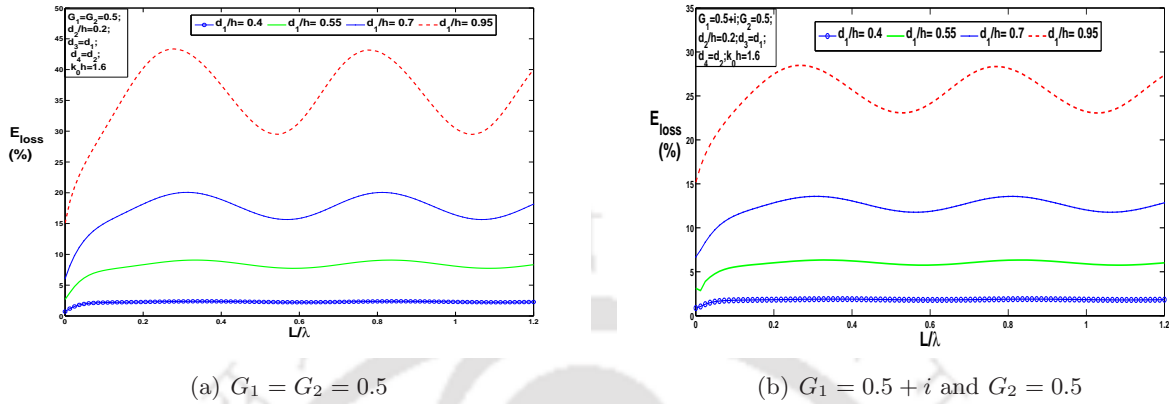 G₁=G₂=0.5;
d₂/h=0.2;
d₃=d₁;
d₄=d₂;
k₀h=1.6
d₁/h= 0.4
d₁/h= 0.55
d₁/h= 0.7
d₁/h= 0.95
50
45
40
35
30
25
20
15
10
5
0
E_loss
(%)
0
0.2
0.4
0.6
0.8
1
1.2
L/λ
(a) G₁ = G₂ = 0.5
G₁=0.5+i;G₂=0.5;
d₂/h=0.2;d₃=d₁;
d₄=d₂;k₀h=1.6
d₁/h= 0.4
d₁/h= 0.55
d₁/h= 0.7
d₁/h= 0.95
35
30
25
20
15
10
5
0
E_loss
(%)
0
0.2
0.4
0.6
0.8
1
1.2
L/λ
(b) G₁ = 0.5 + i and G₂ = 0.5